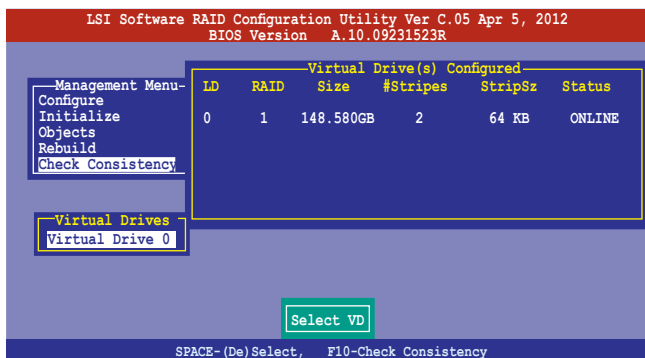 LSI Software RAID Configuration Utility Ver C.05 Apr 5, 2012
BIOS Version A.10.09231523R
Virtual Drive(s) Configured
LD RAID Size #Stripes StripSz Status
0 1 148.580GB 2 64 KB ONLINE
Management Menu
Configure
Initialize
Objects
Rebuild
Check Consistency
Virtual Drives
Virtual Drive 0
Select VD
SPACE-(De)Select, F10-Check Consistency